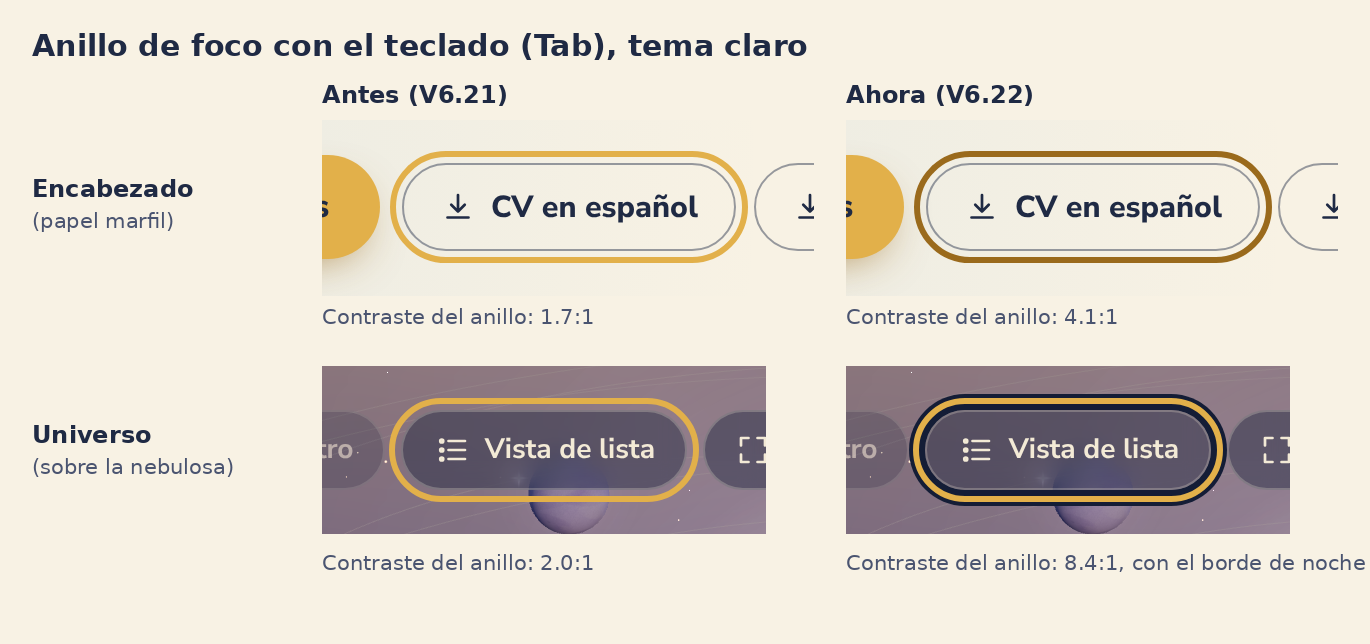 Anillo de foco con el teclado (Tab), tema claro
Antes (V6.21)
Ahora (V6.22)
Encabezado
(papel marfil)
s
CV en español
s
CV en español
Contraste del anillo: 1.7:1
Contraste del anillo: 4.1:1
Universo
(sobre la nebulosa)
tro
Vista de lista
tro
Vista de lista
Contraste del anillo: 2.0:1
Contraste del anillo: 8.4:1, con el borde de noche